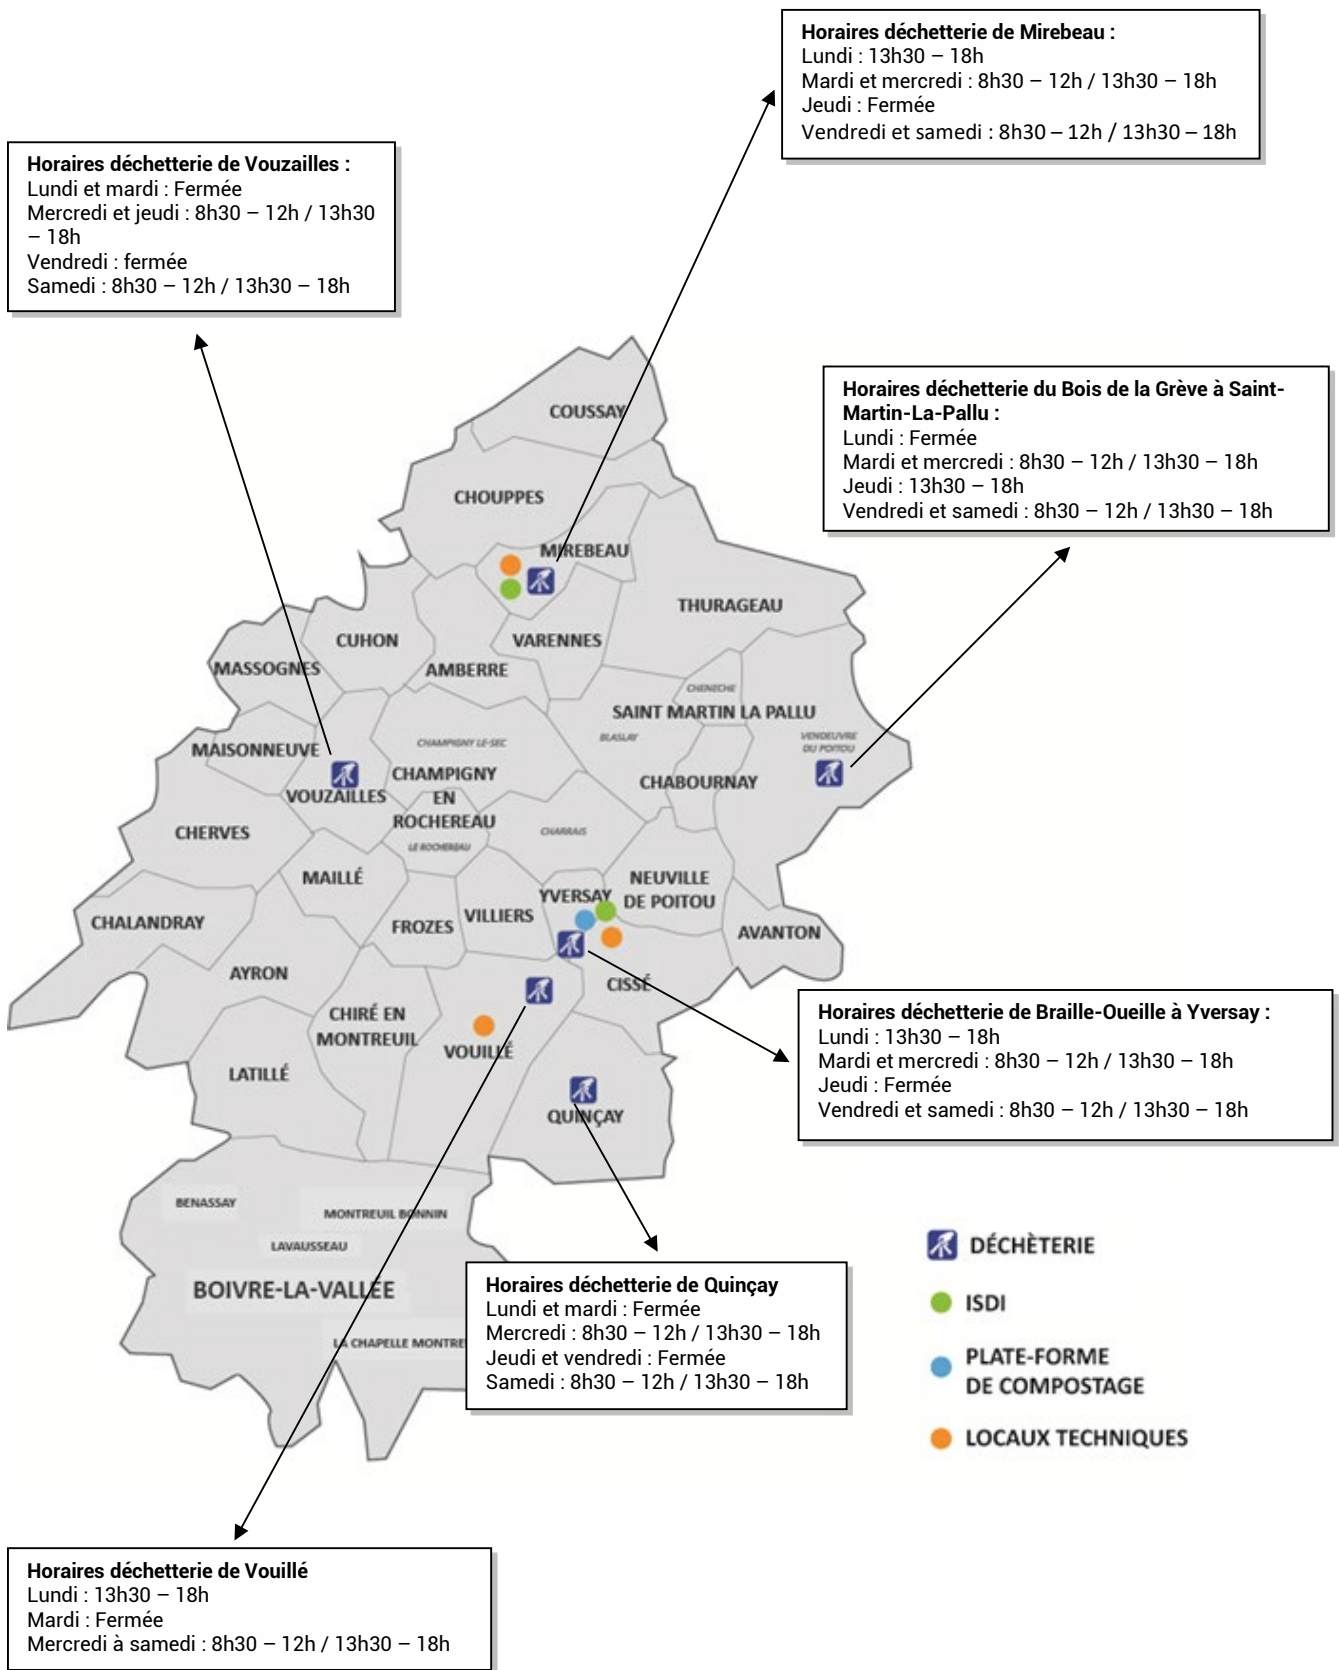 Horaires déchetterie de Mirebeau :
Lundi : 13h30 – 18h
Mardi et mercredi : 8h30 – 12h / 13h30 – 18h
Jeudi : Fermée
Vendredi et samedi : 8h30 – 12h / 13h30 – 18h
Horaires déchetterie de Vouzailles :
Lundi et mardi : Fermée
Mercredi et jeudi : 8h30 – 12h / 13h30
– 18h
Vendredi : fermée
Samedi : 8h30 – 12h / 13h30 – 18h
Horaires déchetterie du Bois de la Grève à Saint-
Martin-La-Pallu :
Lundi : Fermée
Mardi et mercredi : 8h30 – 12h / 13h30 – 18h
Jeudi : 13h30 – 18h
Vendredi et samedi : 8h30 – 12h / 13h30 – 18h
COUSSAY
CHOUPPES
MIREBEAU
THURAGEAU
CUHON
VARENNES
MASSOGNES
AMBERRE
CHENECHE
SAINT MARTIN LA PALLU
BLASLAY
VENDEUVRE
DU POITOU
MAISONNEUVE
CHAMPIGNY LE-SEC
CHAMPIGNY
EN
ROCHEREAU
LE ROCHEREAU
CHABOURNAY
VOUZAILLES
CHERVES
CHARRAIS
MAILLÉ
NEUVILLE
DE POITOU
YVERSAY
VILLIERS
FROZES
CHALANDRAY
AVANTON
AYRON
CISSÉ
CHIRÉ EN
MONTREUIL
VOUILLÉ
LATILLÉ
QUINÇAY
Horaires déchetterie de Braille-Oueille à Yversay :
Lundi : 13h30 – 18h
Mardi et mercredi : 8h30 – 12h / 13h30 – 18h
Jeudi : Fermée
Vendredi et samedi : 8h30 – 12h / 13h30 – 18h
BENASSAY
MONTREUIL BONNIN
LAVAUSSEAU
BOIVRE-LA-VALLÉE
LA CHAPELLE MONTRE
Horaires déchetterie de Quinçay
Lundi et mardi : Fermée
Mercredi : 8h30 – 12h / 13h30 – 18h
Jeudi et vendredi : Fermée
Samedi : 8h30 – 12h / 13h30 – 18h
DÉCHÈTERIE
ISDI
PLATE-FORME
DE COMPOSTAGE
LOCAUX TECHNIQUES
Horaires déchetterie de Vouillé
Lundi : 13h30 – 18h
Mardi : Fermée
Mercredi à samedi : 8h30 – 12h / 13h30 – 18h